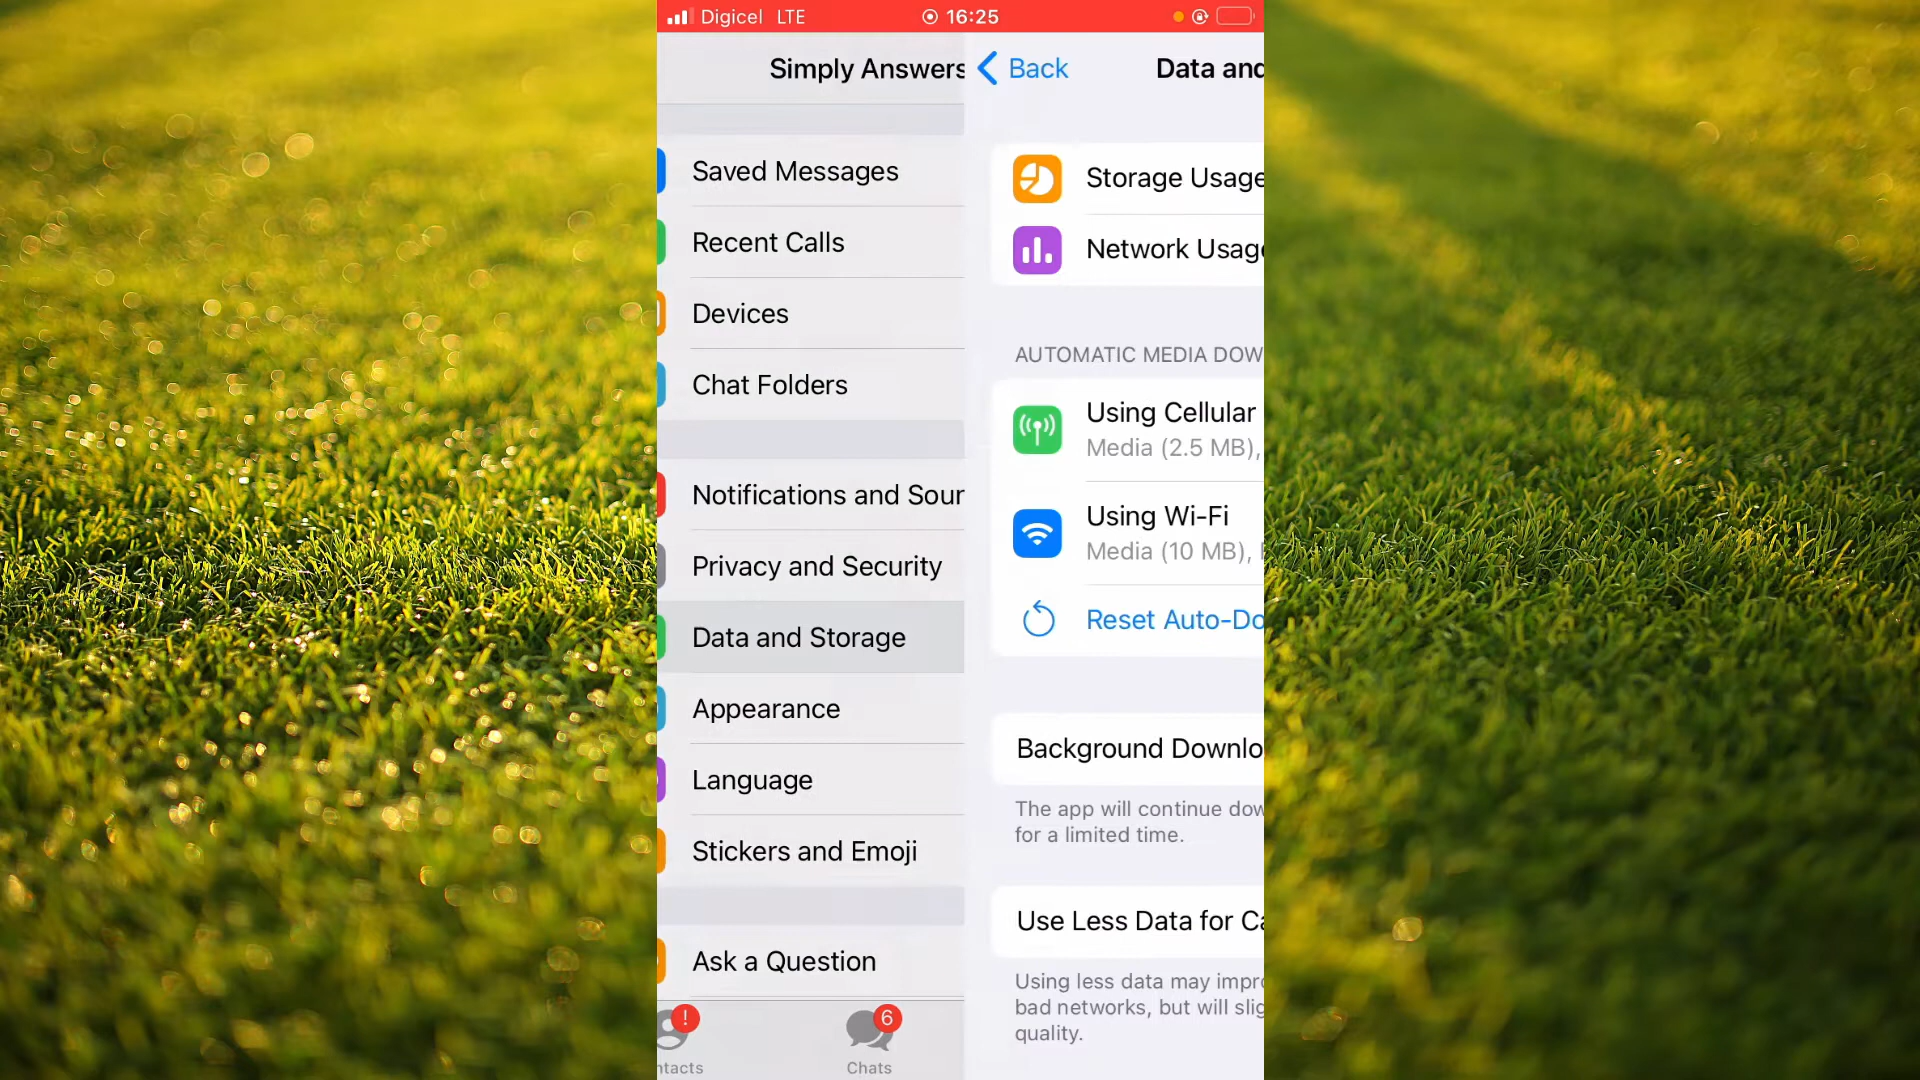 Digicel LTE 16:25
Simply Answers
Saved Messages
Recent Calls
Devices
Chat Folders
Notifications and Soun
Privacy and Security
Data and Storage
Appearance
Language
Stickers and Emoji
Ask a Question
!
ntacts
6
Chats
Back
Data and
Storage Usage
Network Usage
AUTOMATIC MEDIA DOW
Using Cellular
Media (2.5 MB),
Using Wi-Fi
Media (10 MB),
Reset Auto-Do
Background Downlo
The app will continue dow
for a limited time.
Use Less Data for Ca
Using less data may impro
bad networks, but will slig
quality.